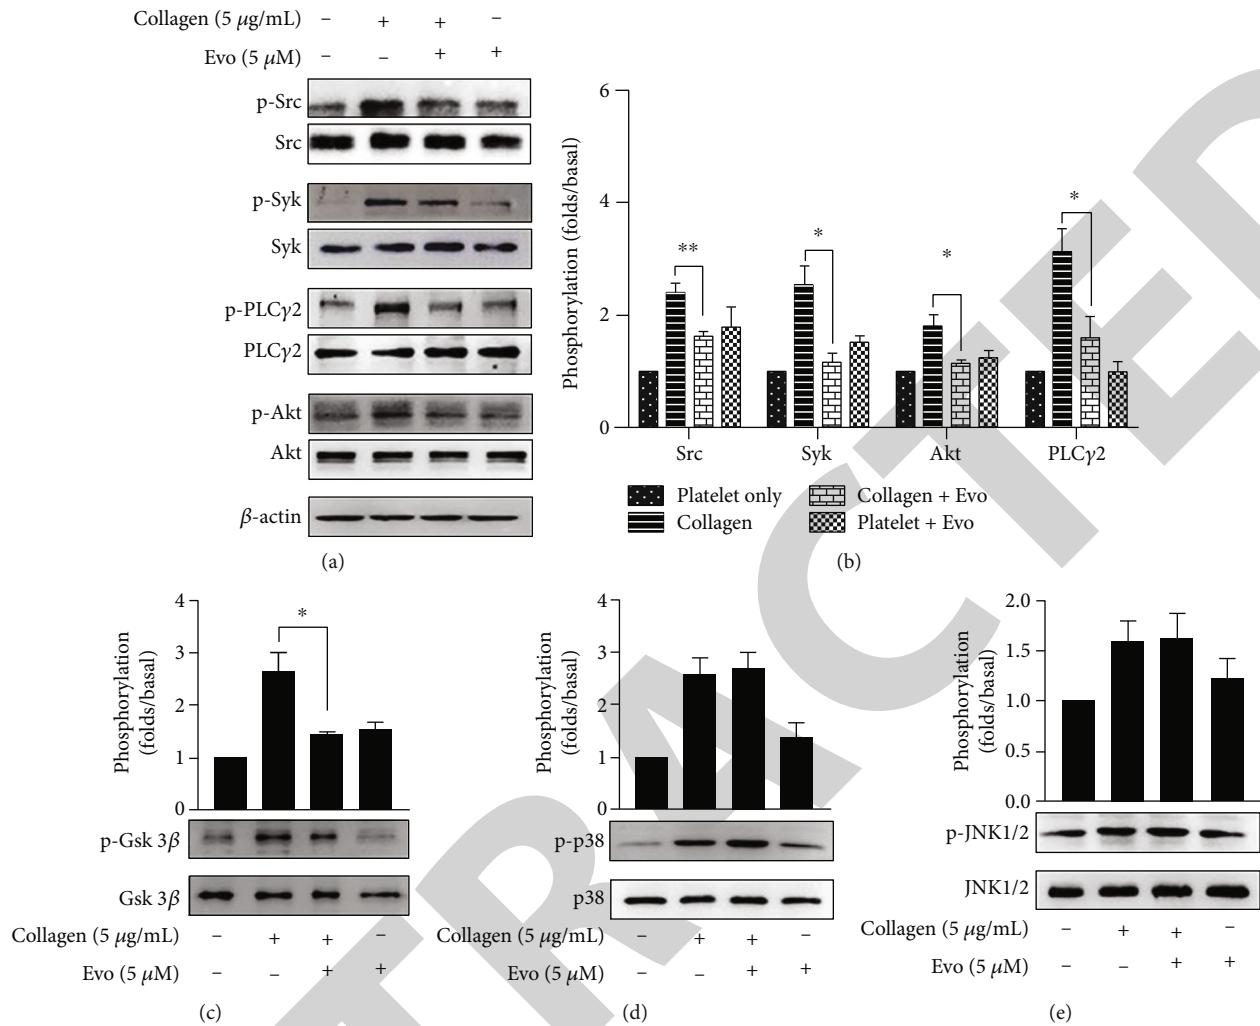 Collagen (5 μg/mL) – + + –
Evo (5 μM) – – + +
p-Src
Src
p-Syk
Syk
p-PLCγ2
PLCγ2
p-Akt
Akt
β-actin
(a)
Phosphorylation (folds/basal)
6
4
2
0
** * * *
Src Syk Akt PLCγ2
Platelet only Collagen + Evo
Collagen Platelet + Evo
(b)
Phosphorylation
(folds/basal)
4
3
2
1
0
*
p-Gsk 3β
Gsk 3β
Collagen (5 μg/mL) – + + –
Evo (5 μM) – – + +
(c)
Phosphorylation
(folds/basal)
4
3
2
1
0
p-p38
p38
Collagen (5 μg/mL) – + + –
Evo (5 μM) – – + +
(d)
Phosphorylation
(folds/basal)
2.0
1.5
1.0
0.5
0.0
p-JNK1/2
JNK1/2
Collagen (5 μg/mL) – + + –
Evo (5 μM) – – + +
(e)
TRACTED